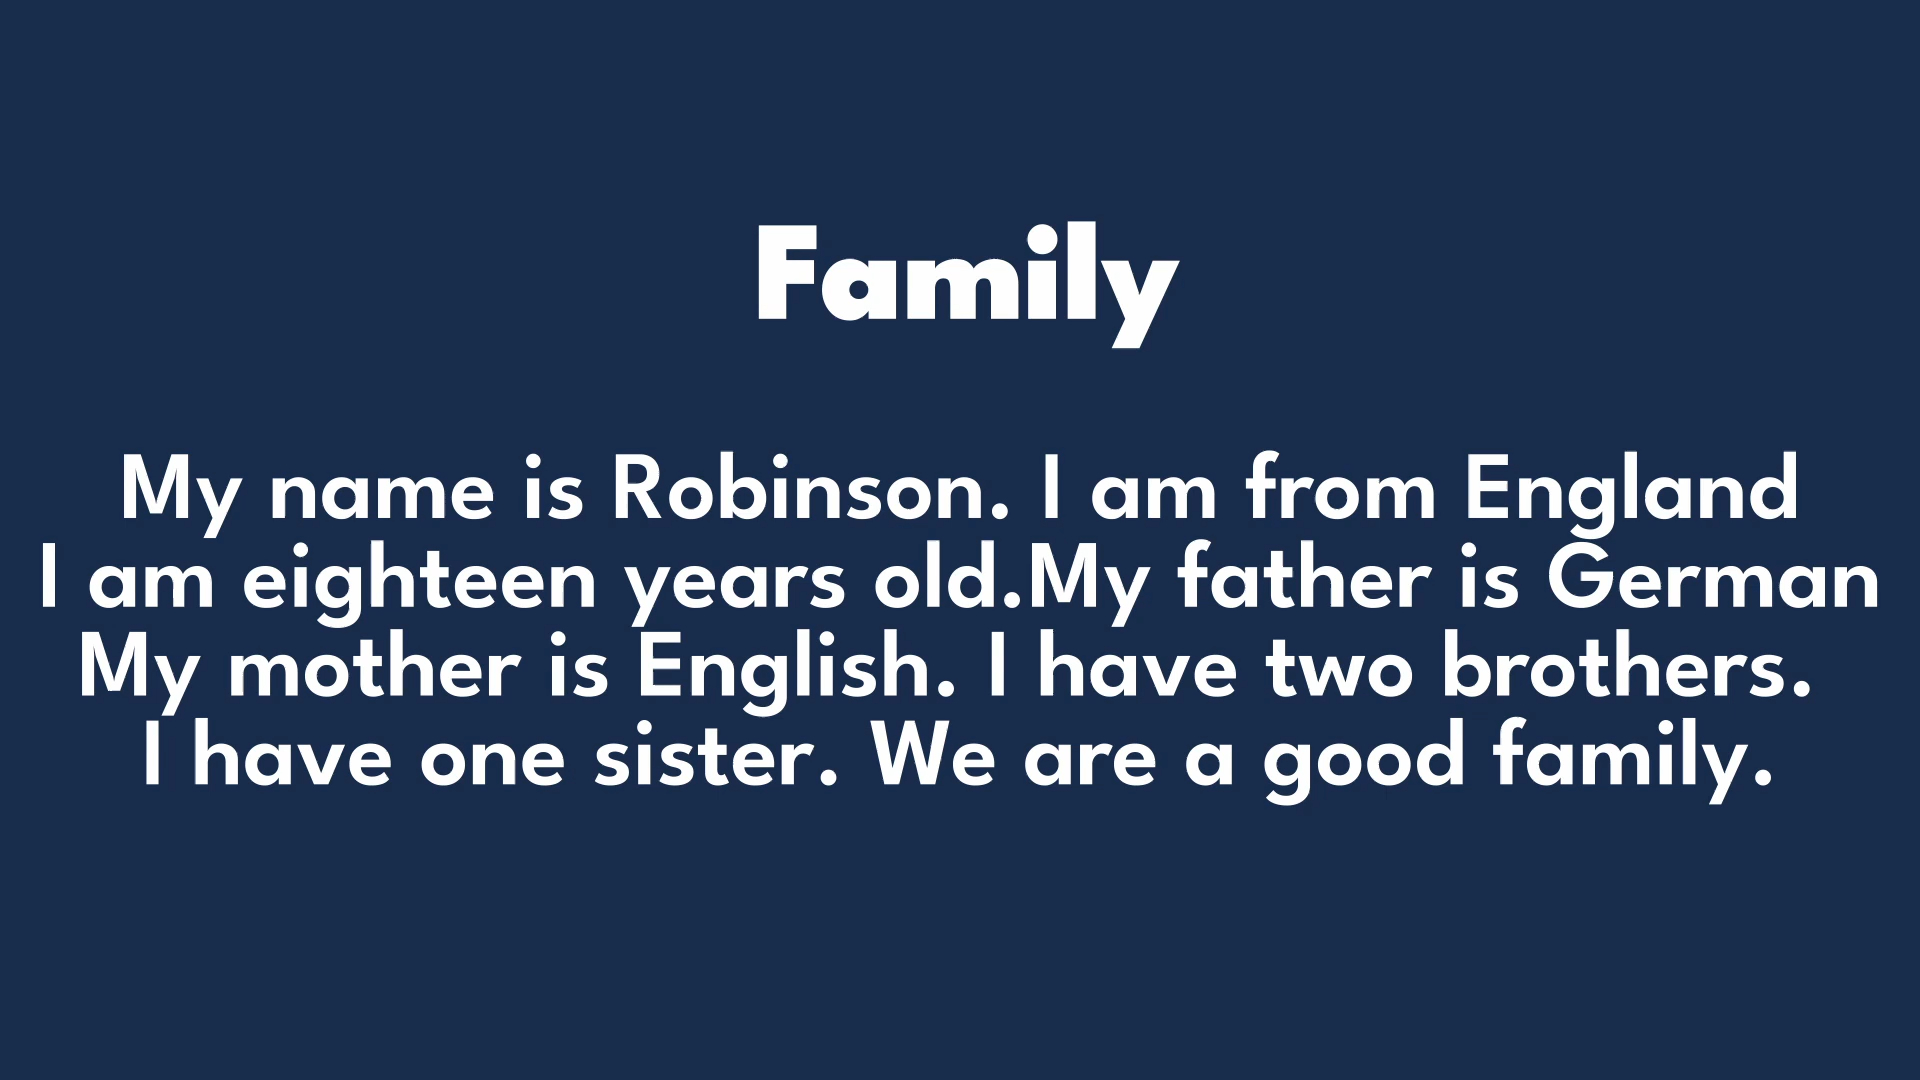 Family
My name is Robinson. I am from England
I am eighteen years old.My father is German
My mother is English. I have two brothers.
I have one sister. We are a good family.